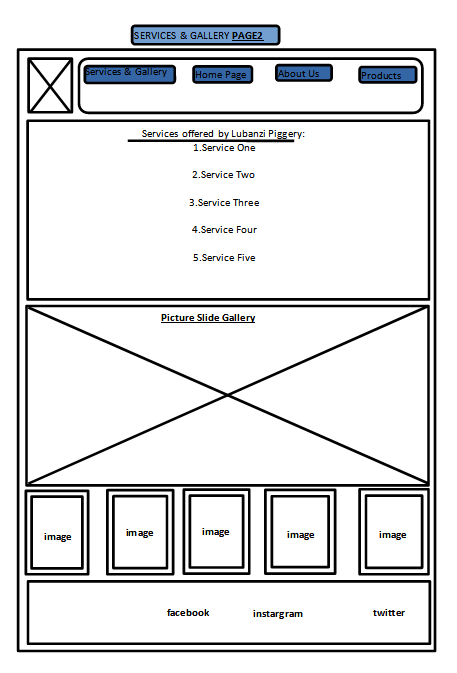 SERVICES & GALLERY PAGE2
Services & Gallery
Home Page
About Us
Products
Services offered by Lubanzi Piggery:
1.Service One
2.Service Two
3.Service Three
4.Service Four
5.Service Five
Picture Slide Gallery
image
image
image
image
image
facebook
instargram
twitter